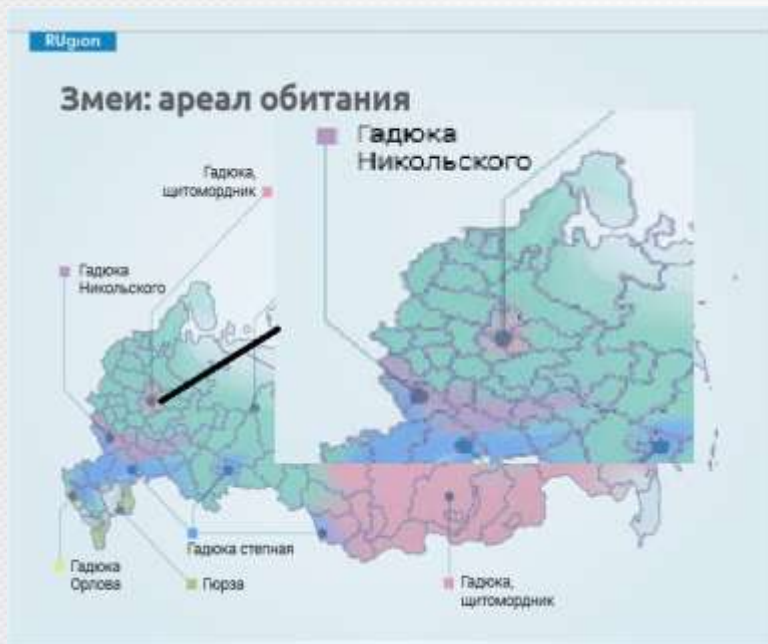 RUgion
Змеи: ареал обитания
Гадюка
Никольского
Гадюка,
щитомордник
Гадюка
Никольского
Гадюка степная
Гадюка
Орлова
Гюрза
Гадюка,
щитомордник